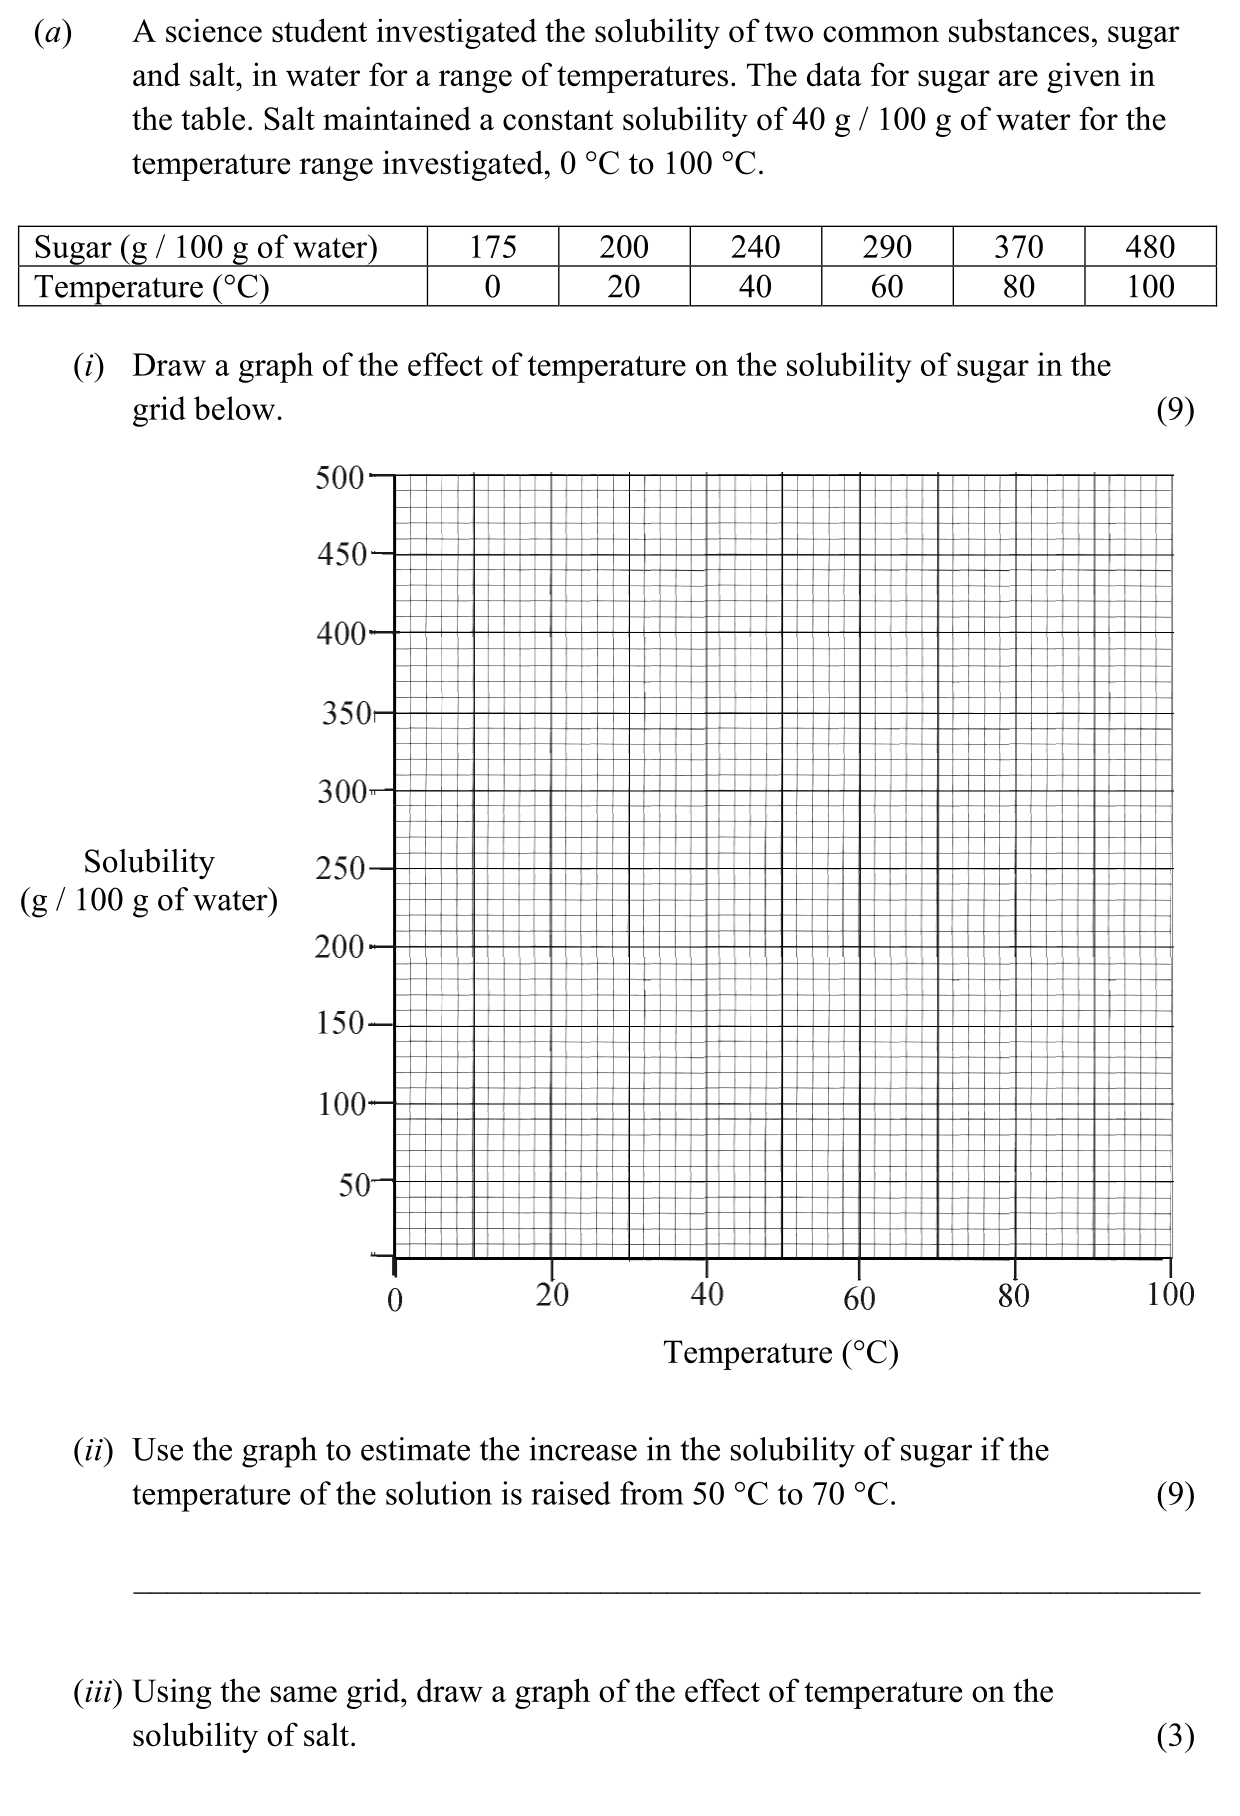 (a) A science student investigated the solubility of two common substances, sugar
and salt, in water for a range of temperatures. The data for sugar are given in
the table. Salt maintained a constant solubility of 40 g / 100 g of water for the
temperature range investigated, 0 °C to 100 °C.
Sugar (g / 100 g of water) 175 200 240 290 370 480
Temperature (°C) 0 20 40 60 80 100
(i) Draw a graph of the effect of temperature on the solubility of sugar in the
grid below. (9)
500
450
400
350
300
Solubility
(g / 100 g of water)
250
200
150
100
50
0 20 40 60 80 100
Temperature (°C)
(ii) Use the graph to estimate the increase in the solubility of sugar if the
temperature of the solution is raised from 50 °C to 70 °C. (9)
(iii) Using the same grid, draw a graph of the effect of temperature on the
solubility of salt. (3)